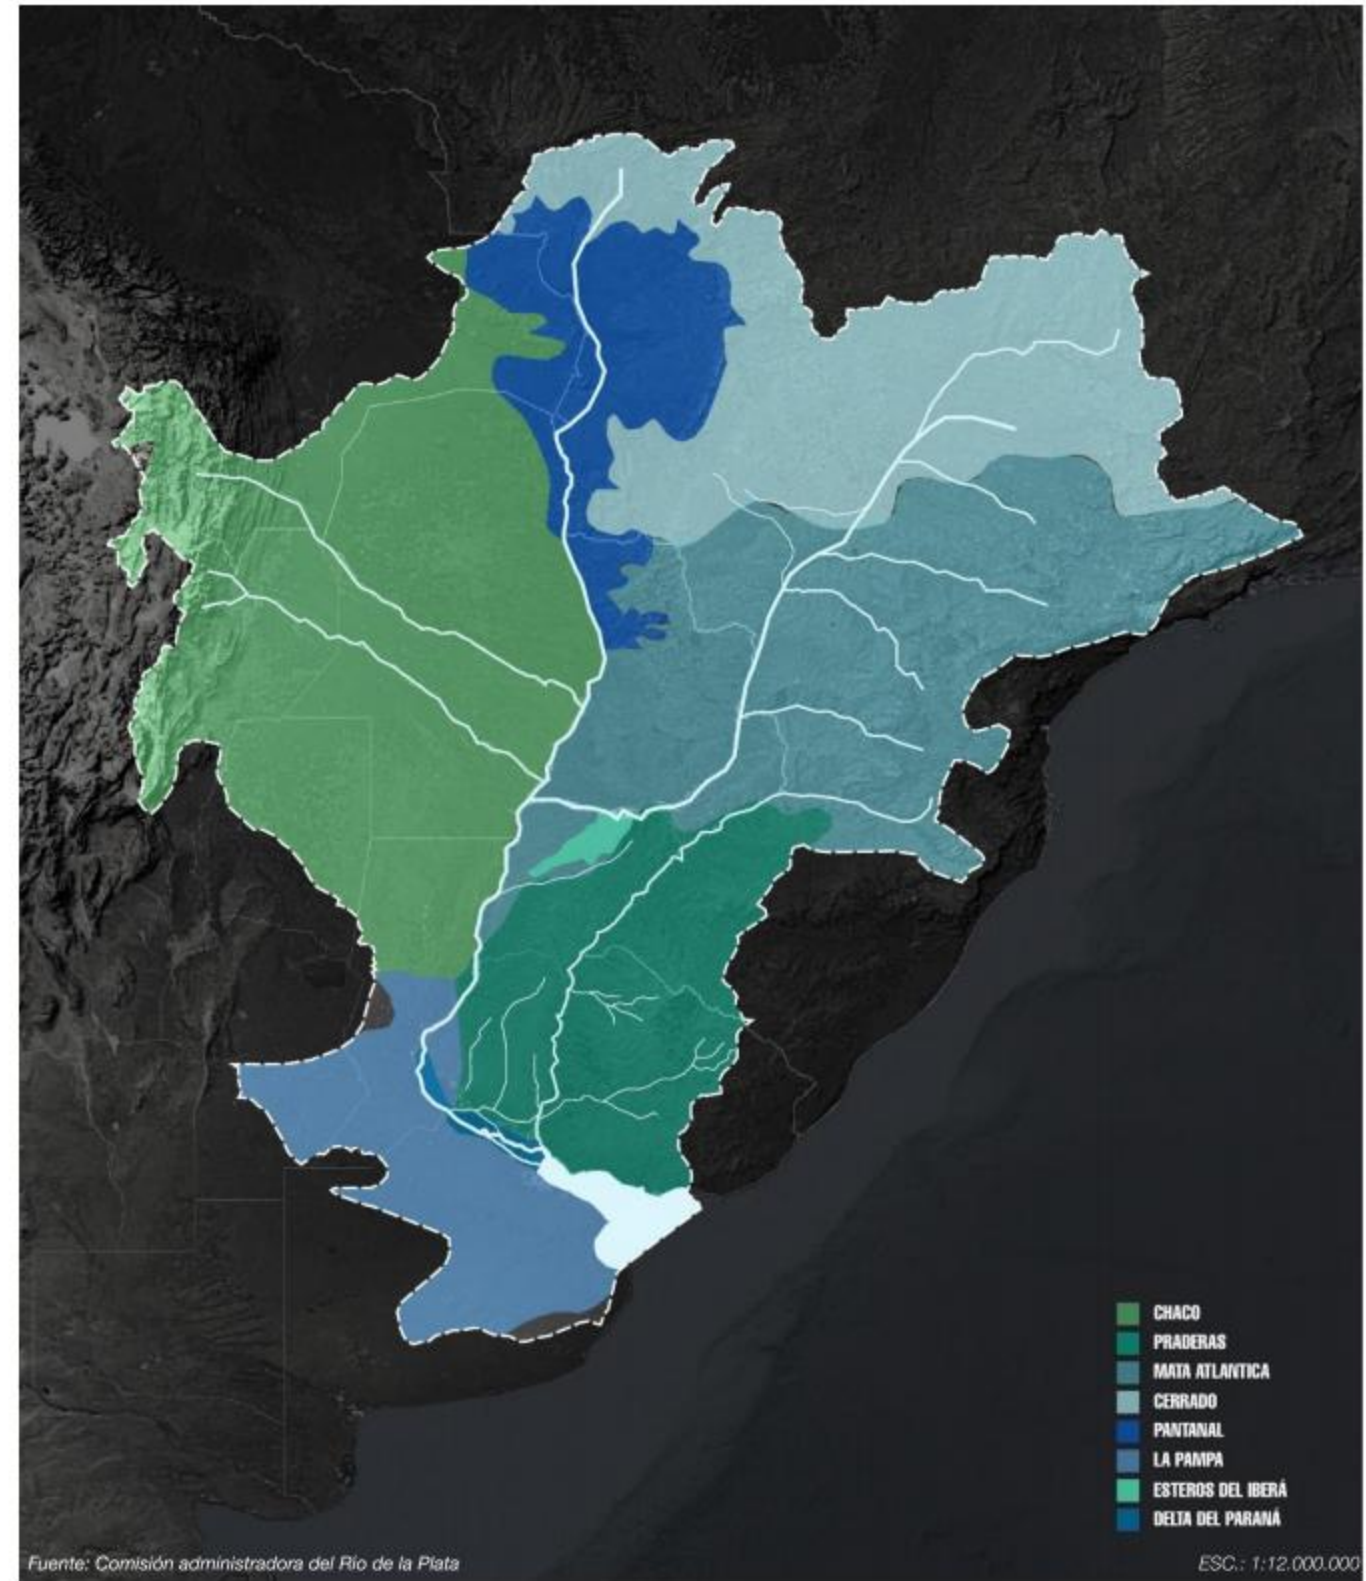 CHACO
PRADERAS
MATA ATLANTICA
CERRADO
PANTANAL
LA PAMPA
ESTEROS DEL IBERÁ
DELTA DEL PARANÁ
Fuente: Comisión administradora del Río de la Plata
ESC.: 1:12.000.000